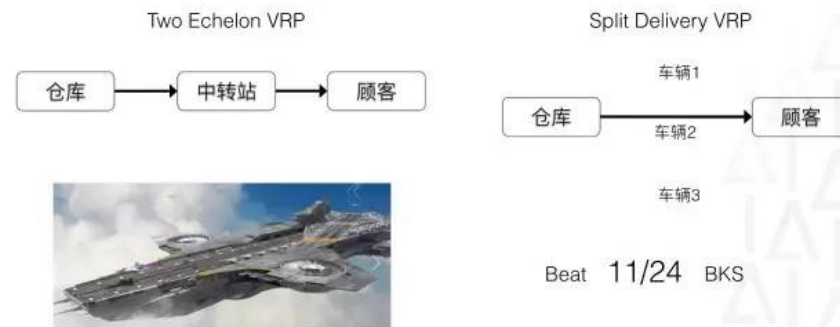 Two Echelon VRP
仓库
中转站
顾客
Split Delivery VRP
车辆1
仓库
车辆2
顾客
车辆3
Beat 11/24 BKS